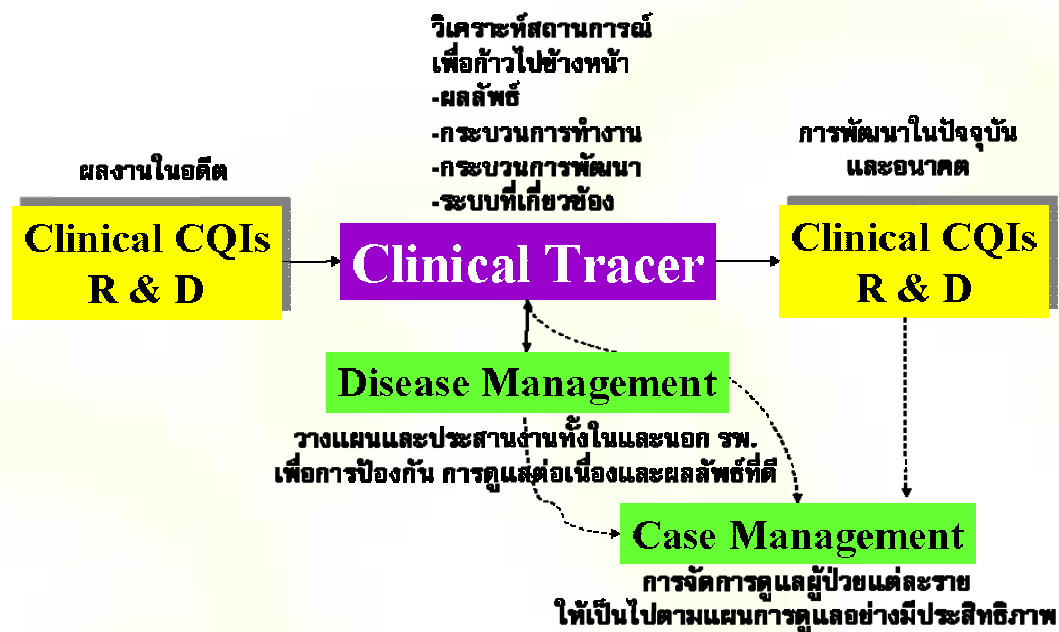 วิเคราะห์สถานการณ์
เพื่อก้าวไปข้างหน้า
-ผลลัพธ์
-กระบวนการทำงาน
-กระบวนการพัฒนา
-ระบบที่เกี่ยวข้อง
ผลงานในอดีต
การพัฒนาในปัจจุบัน
และอนาคต
Clinical CQIs
R & D
Clinical Tracer
Clinical CQIs
R & D
Disease Management
วางแผนและประสานงานทั้งในและนอก รพ.
เพื่อการป้องกัน การดูแลต่อเนื่องและผลลัพธ์ที่ดี
Case Management
การจัดการดูแลผู้ป่วยแต่ละราย
ให้เป็นไปตามแผนการดูแลอย่างมีประสิทธิภาพ